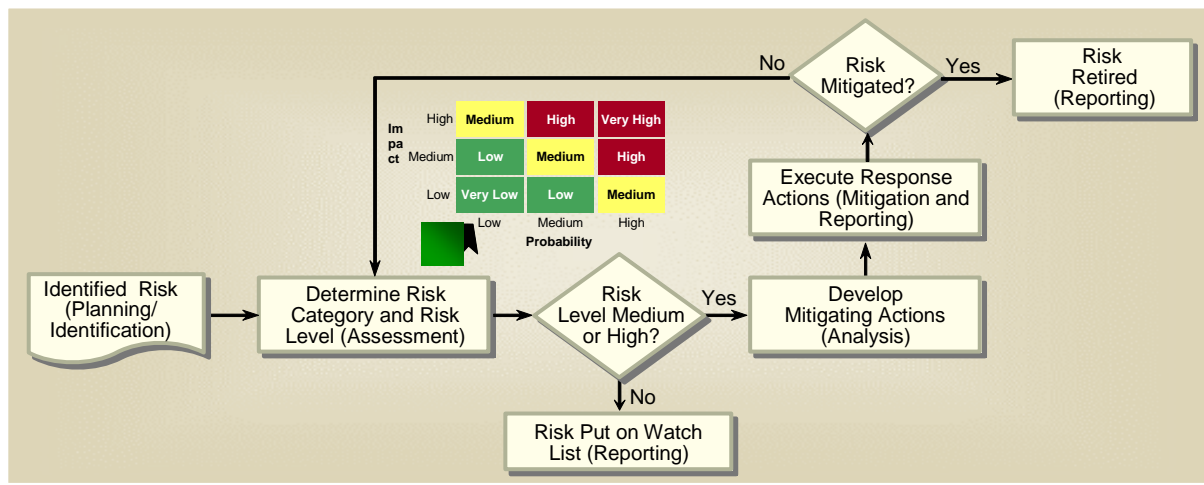 No
Risk
Mitigated?
Yes
Risk
Retired
(Reporting)
Im
pa
ct
High
Medium
High
Very High
Medium
Low
Medium
High
Low
Very Low
Low
Medium
Low
Medium
High
Probability
Execute Response
Actions (Mitigation and
Reporting)
Identified Risk
(Planning/
Identification)
Determine Risk
Category and Risk
Level (Assessment)
Risk
Level Medium
or High?
Yes
Develop
Mitigating Actions
(Analysis)
No
Risk Put on Watch
List (Reporting)